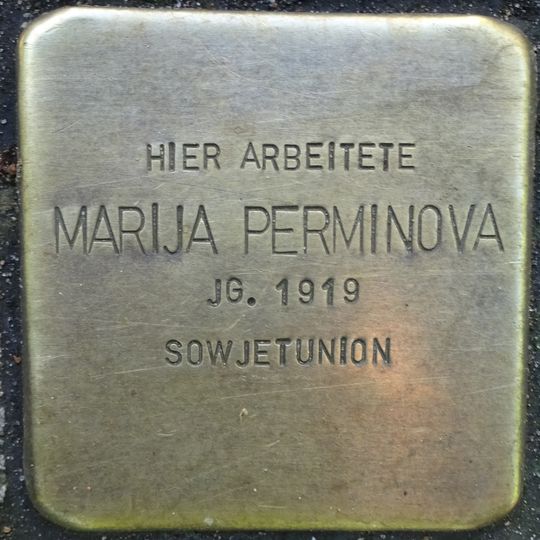 HIER ARBEITETE
MARIJA PERMINOVA
JG. 1919
SOWJETUNION